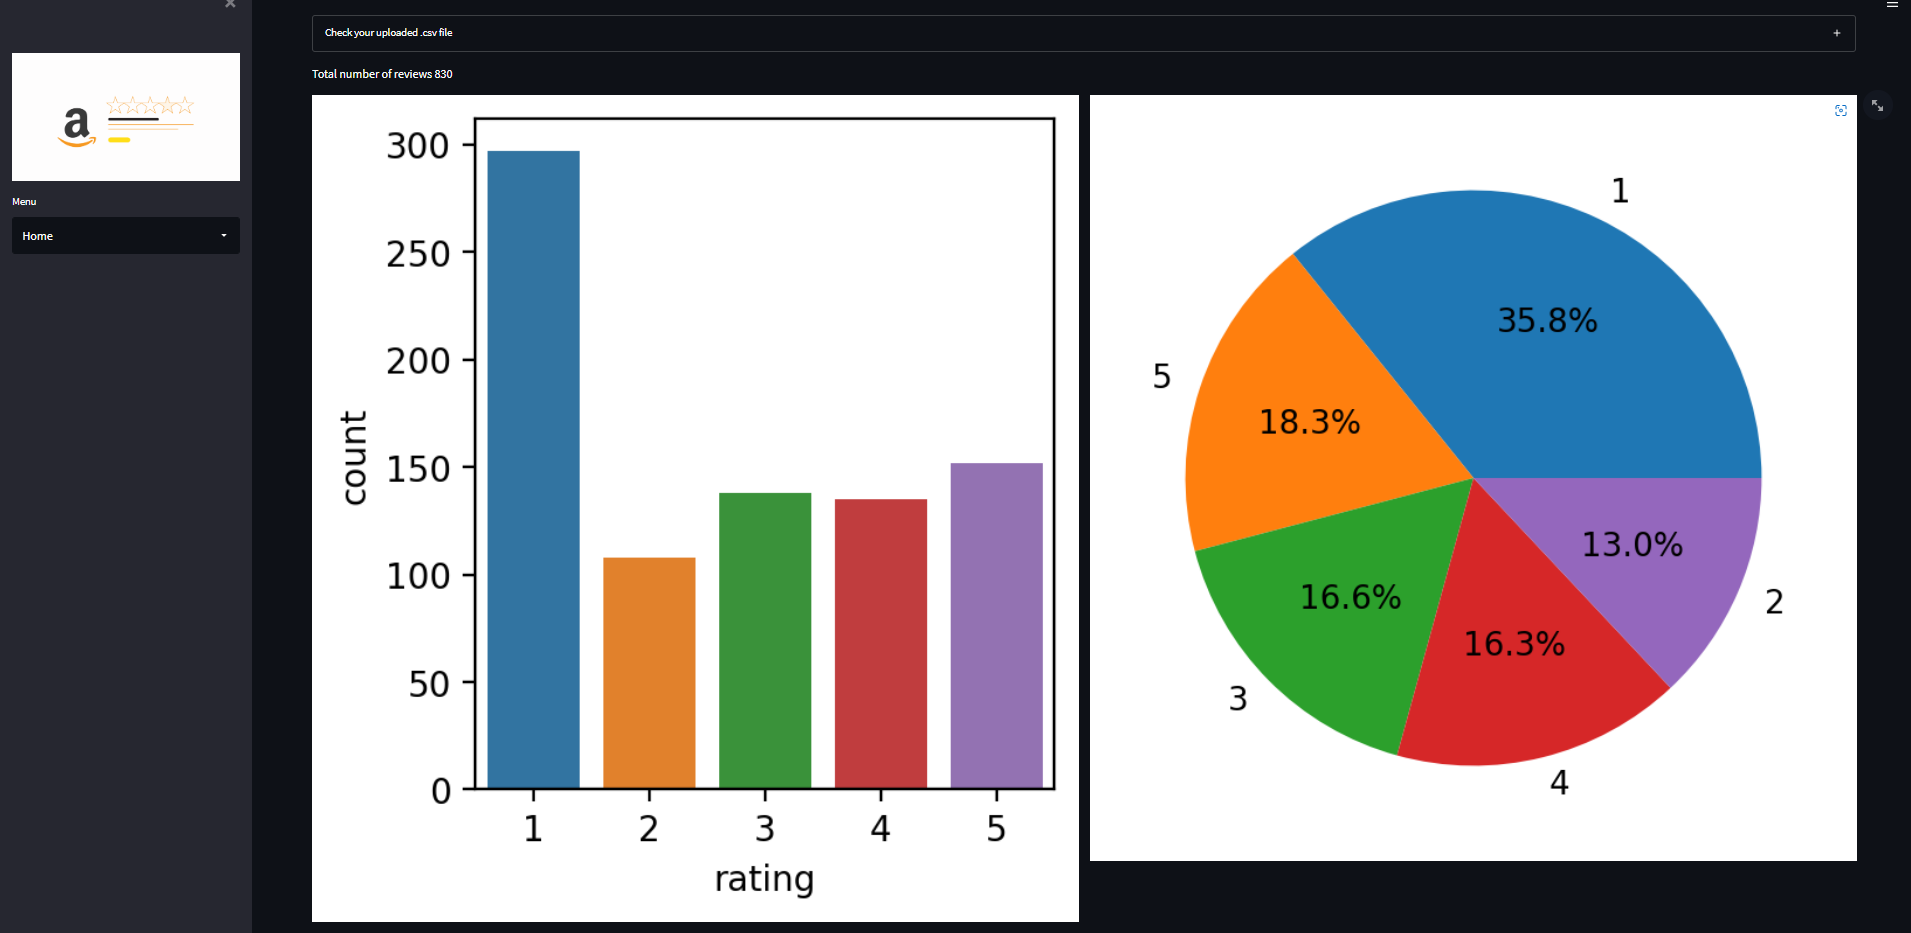 ×
a
Menu
Home
Check your uploaded .csv file
+
Total number of reviews 830
300
250
200
150
100
50
0
count
1 2 3 4 5
rating
1
35.8%
5
18.3%
13.0%
16.6%
2
16.3%
3
4